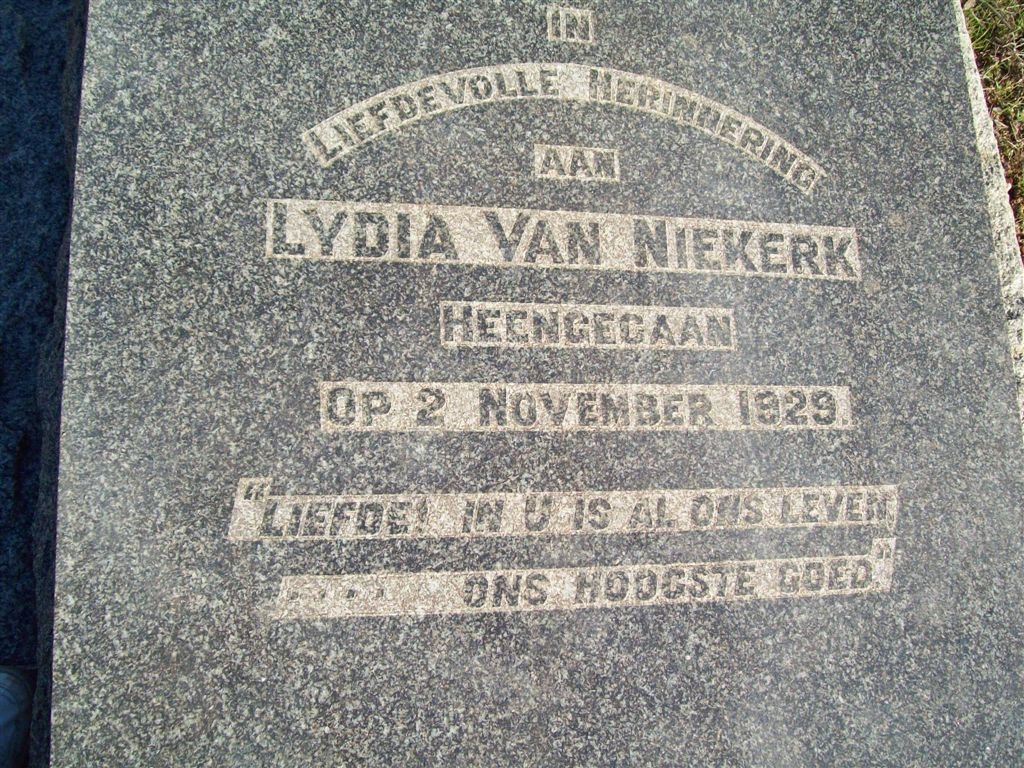 IN
LIEFDEVOLLE HERINNERING
AAN
LYDIA VAN NIEKERK
HEENGEGAAN
OP 2 NOVEMBER 1929.
"LIEFDE! IN U IS AL ONS LEVEN
..... ONS HOOGSTE GOED."